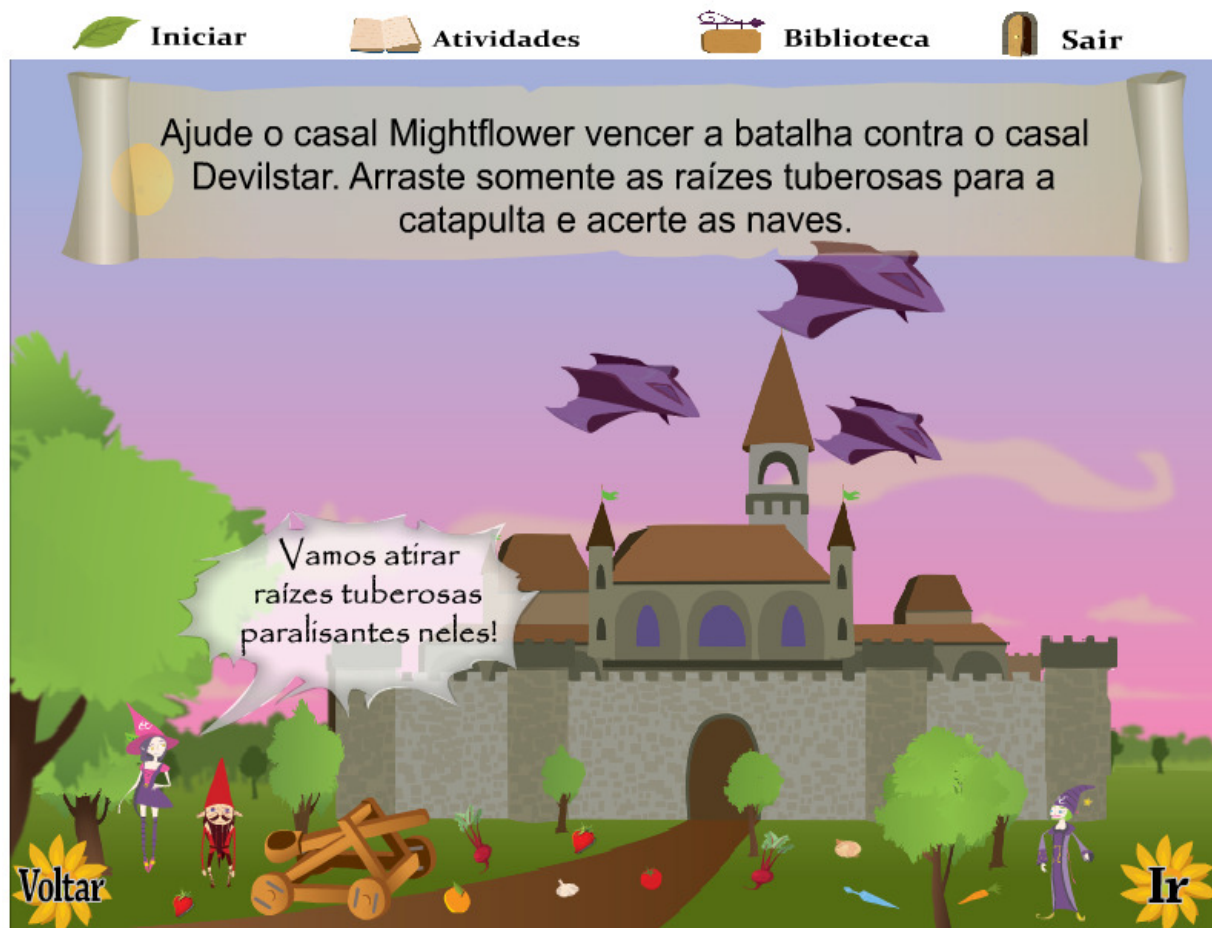 Iniciar Atividades Biblioteca Sair
Ajude o casal Mightflower vencer a batalha contra o casal
Devilstar. Arraste somente as raízes tuberosas para a
catapulta e acerte as naves.
Vamos atirar
raízes tuberosas
paralisantes neles!
Voltar
Ir